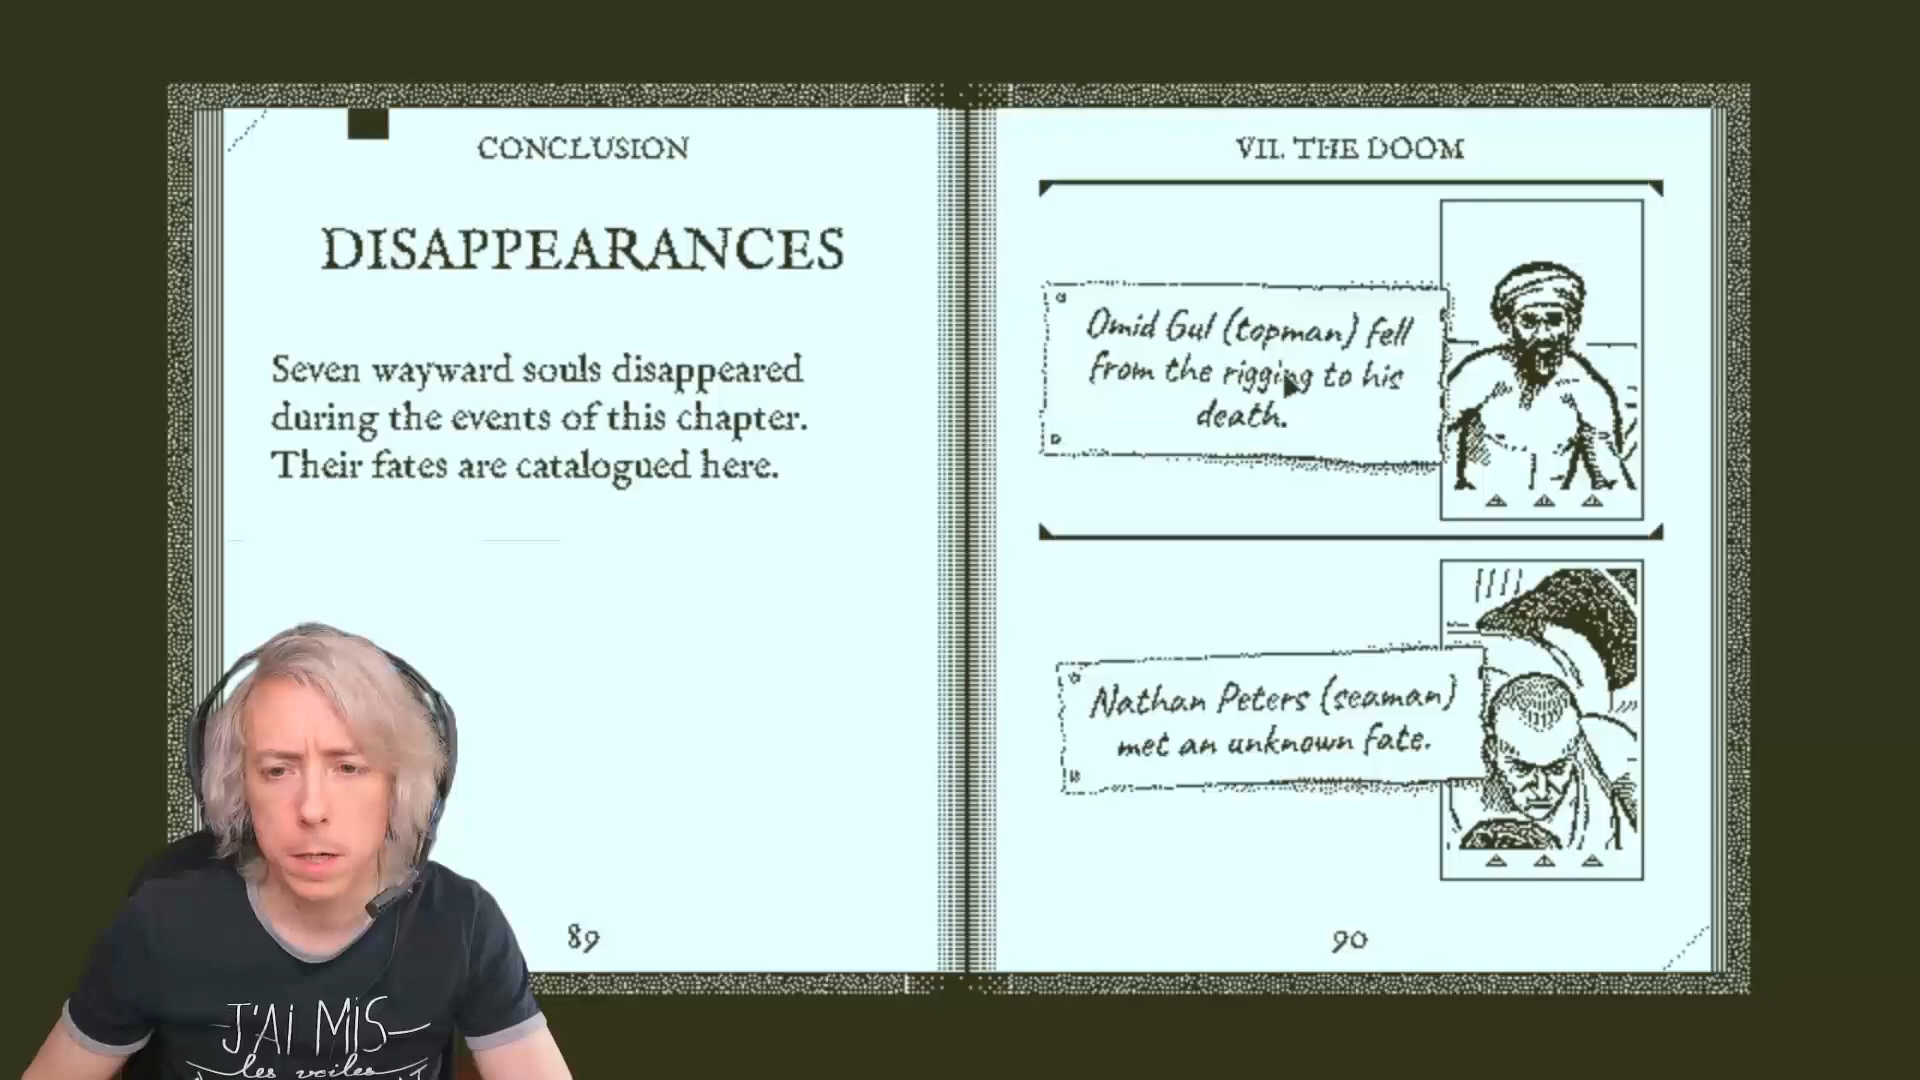 CONCLUSION
DISAPPEARANCES
Seven wayward souls disappeared
during the events of this chapter.
Their fates are catalogued here.
89
VII. THE DOOM
Omid Gul (topman) fell
from the rigging to his
death.
Nathan Peters (seaman)
met an unknown fate.
90
J'AI MIS
les voiles